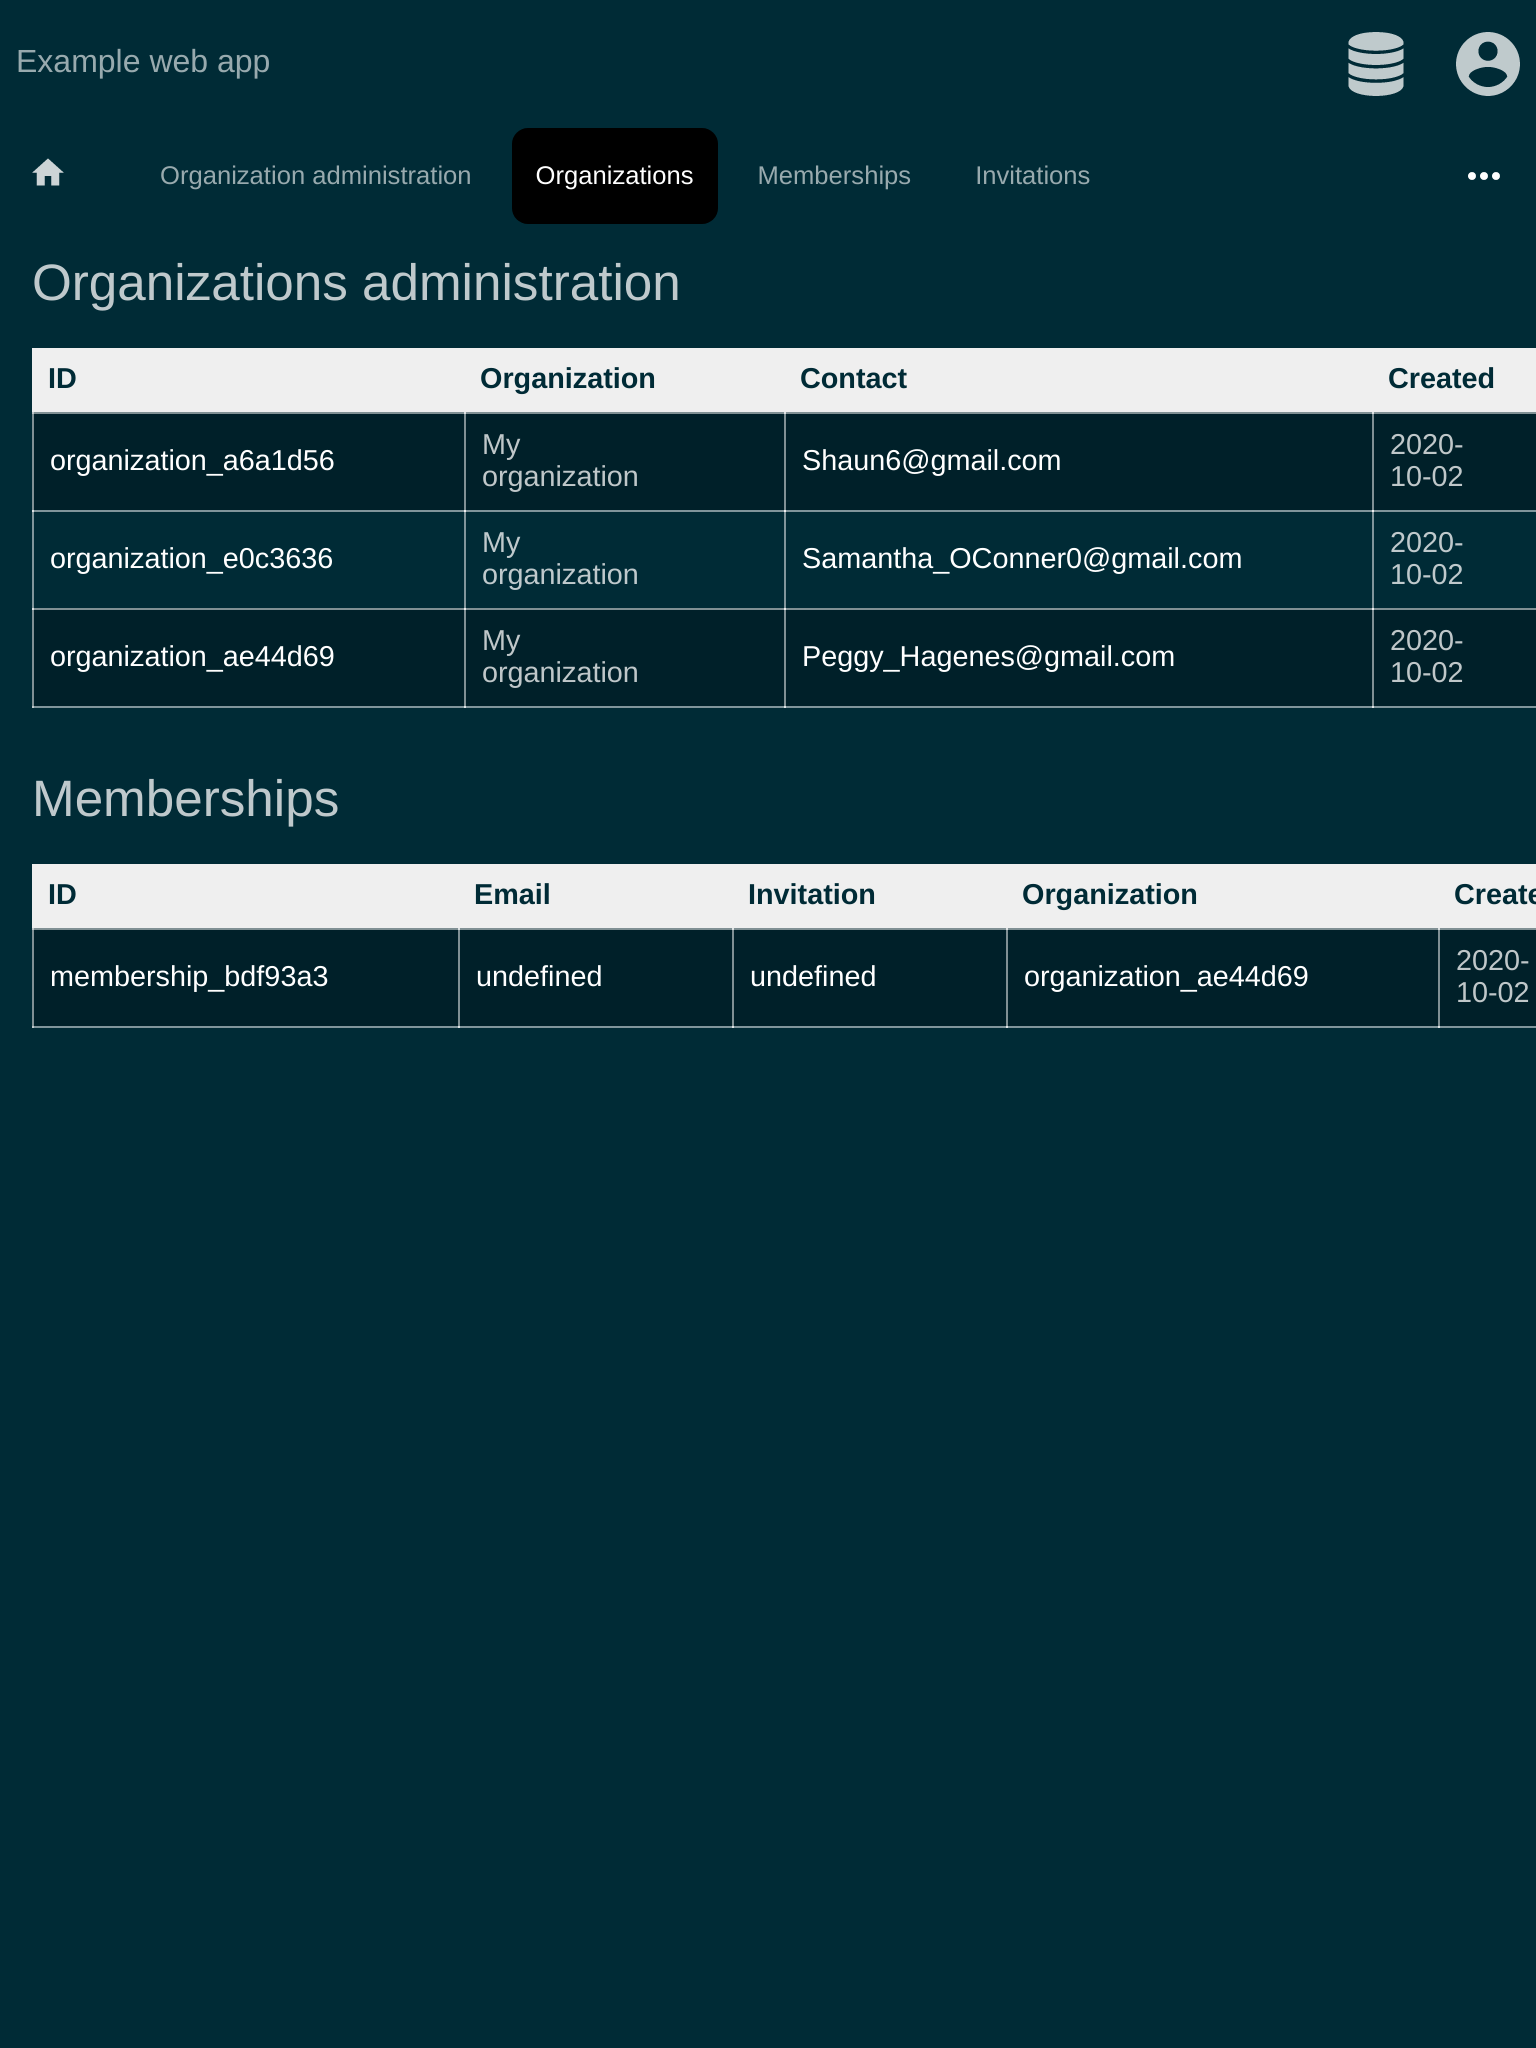 Example web app
Organization administration Organizations Memberships Invitations
Organizations administration
ID Organization Contact Created
organization_a6a1d56 My organization Shaun6@gmail.com 2020-10-02
organization_e0c3636 My organization Samantha_OConner0@gmail.com 2020-10-02
organization_ae44d69 My organization Peggy_Hagenes@gmail.com 2020-10-02
Memberships
ID Email Invitation Organization Create
membership_bdf93a3 undefined undefined organization_ae44d69 2020-10-02